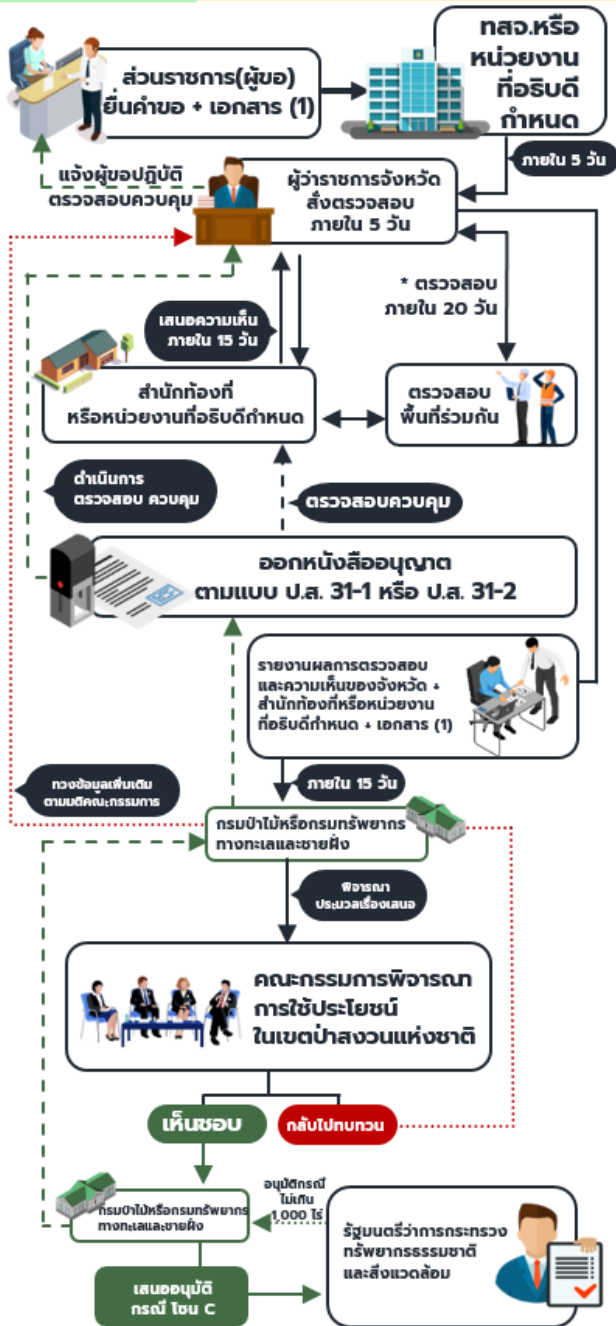 ส่วนราชการ(ผู้ขอ)
ยื่นคำขอ + เอกสาร (1)
ทสจ.หรือ
หน่วยงาน
ที่อธิบดี
กำหนด
ภายใน 5 วัน
แจ้งผู้ขอปฏิบัติ
ตรวจสอบควบคุม
ผู้ว่าราชการจังหวัด
สั่งตรวจสอบ
ภายใน 5 วัน
* ตรวจสอบ
ภายใน 20 วัน
เสนอความเห็น
ภายใน 15 วัน
สำนักท้องที่
หรือหน่วยงานที่อธิบดีกำหนด
ตรวจสอบ
พื้นที่ร่วมกัน
ดำเนินการ
ตรวจสอบ ควบคุม
ตรวจสอบควบคุม
ออกหนังสืออนุญาต
ตามแบบ ป.ส. 31-1 หรือ ป.ส. 31-2
รายงานผลการตรวจสอบ
และความเห็นของจังหวัด +
สำนักท้องที่หรือหน่วยงาน
ที่อธิบดีกำหนด + เอกสาร (1)
ทวงข้อมูลเพิ่มเติม
ตามมติคณะกรรมการ
ภายใน 15 วัน
กรมป่าไม้หรือกรมทรัพยากร
ทางทะเลและชายฝั่ง
พิจารณา
ประมวลเรื่องเสนอ
คณะกรรมการพิจารณา
การใช้ประโยชน์
ในเขตป่าสงวนแห่งชาติ
เห็นชอบ
กลับไปทบทวน
อนุมัติกรณี
ไม่เกิน
1,000 ไร่
กรมป่าไม้หรือกรมทรัพยากร
ทางทะเลและชายฝั่ง
รัฐมนตรีว่าการกระทรวง
ทรัพยากรธรรมชาติ
และสิ่งแวดล้อม
เสนออนุมัติ
กรณี โซน C